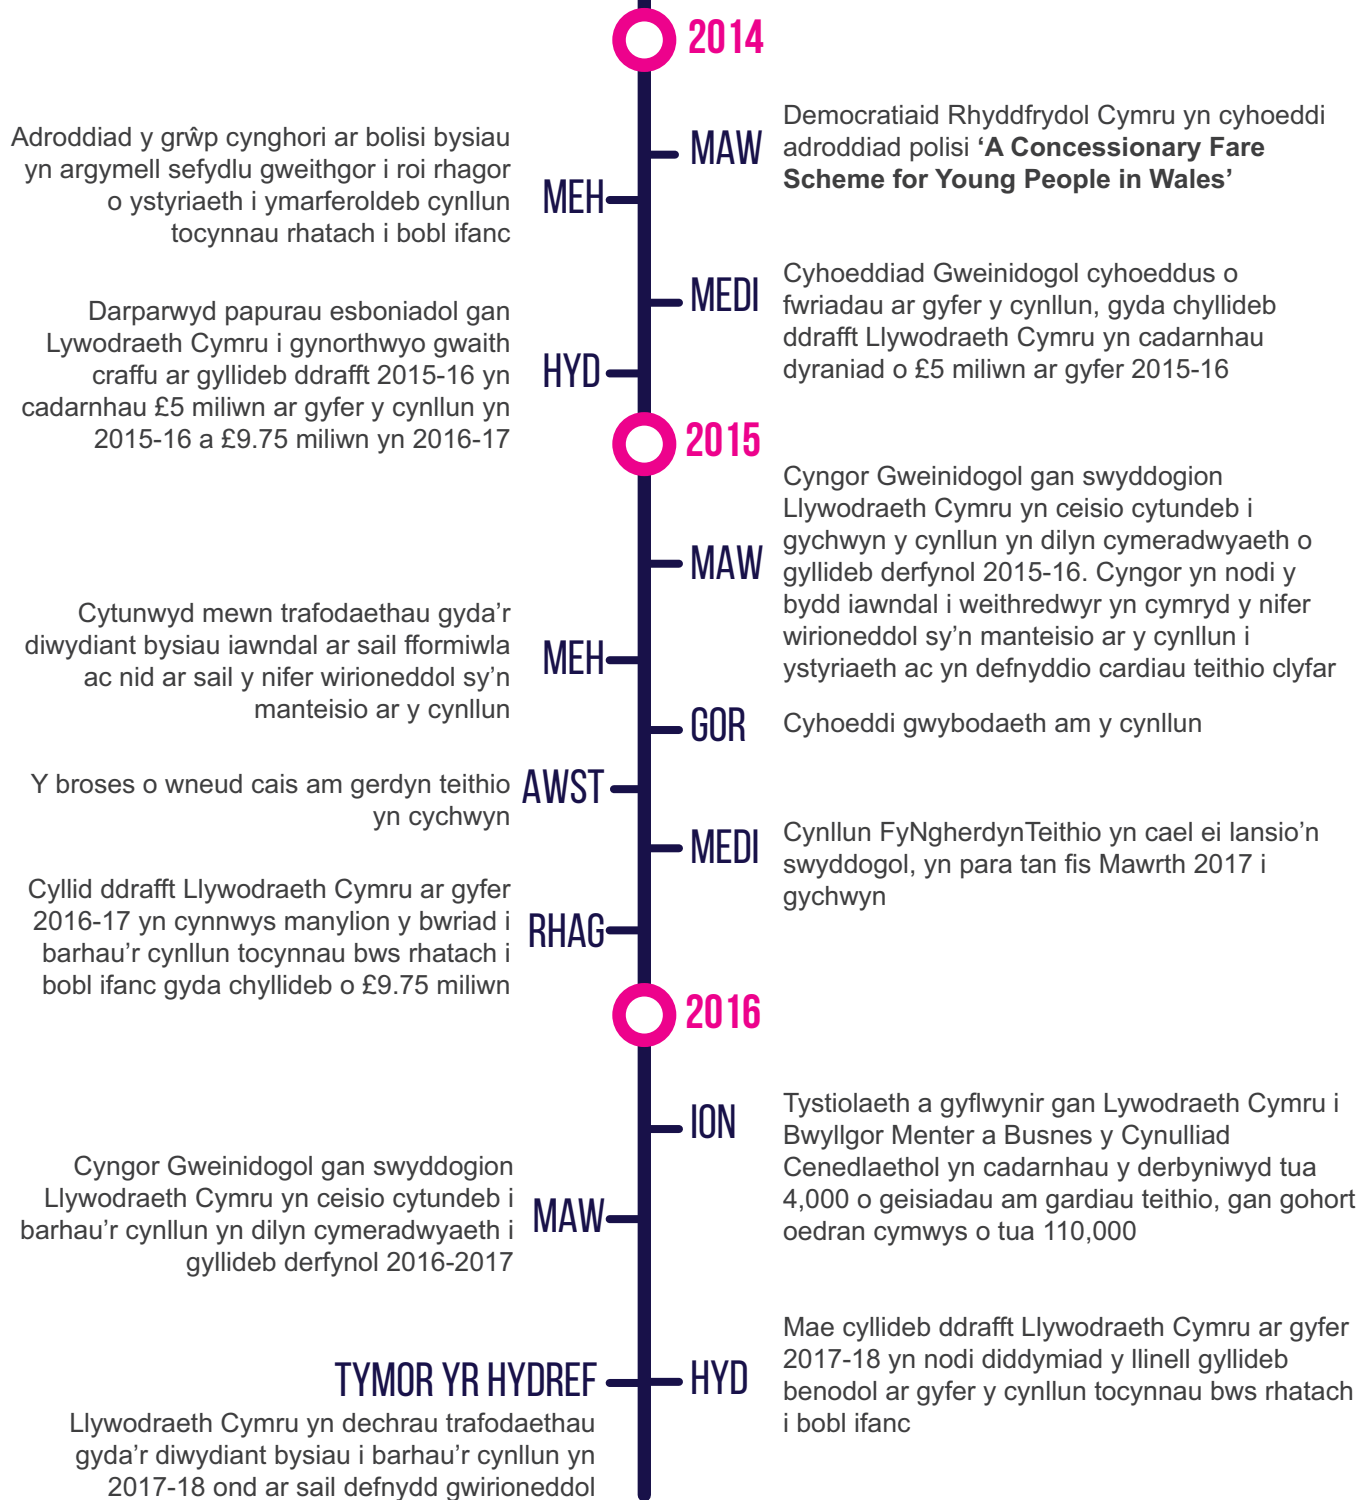 2014
MAW
Democratiaid Rhyddfrydol Cymru yn cyhoeddi
adroddiad polisi ‘A Concessionary Fare
Scheme for Young People in Wales’
Adroddiad y grŵp cynghori ar bolisi bysiau
yn argymell sefydlu gweithgor i roi rhagor
o ystyriaeth i ymarferoldeb cynllun
tocynnau rhatach i bobl ifanc
MEH
MEDI
Cyhoeddiad Gweinidogol cyhoeddus o
fwriadau ar gyfer y cynllun, gyda chyllideb
ddrafft Llywodraeth Cymru yn cadarnhau
dyraniad o £5 miliwn ar gyfer 2015-16
Darparwyd papurau esboniadol gan
Lywodraeth Cymru i gynorthwyo gwaith
craffu ar gyllideb ddrafft 2015-16 yn
cadarnhau £5 miliwn ar gyfer y cynllun yn
2015-16 a £9.75 miliwn yn 2016-17
HYD
2015
MAW
Cyngor Gweinidogol gan swyddogion
Llywodraeth Cymru yn ceisio cytundeb i
gychwyn y cynllun yn dilyn cymeradwyaeth o
gyllideb derfynol 2015-16. Cyngor yn nodi y
bydd iawndal i weithredwyr yn cymryd y nifer
wirioneddol sy’n manteisio ar y cynllun i
ystyriaeth ac yn defnyddio cardiau teithio clyfar
Cytunwyd mewn trafodaethau gyda’r
diwydiant bysiau iawndal ar sail fformiwla
ac nid ar sail y nifer wirioneddol sy’n
manteisio ar y cynllun
MEH
GOR
Cyhoeddi gwybodaeth am y cynllun
Y broses o wneud cais am gerdyn teithio
yn cychwyn
AWST
MEDI
Cynllun FyNgherdynTeithio yn cael ei lansio’n
swyddogol, yn para tan fis Mawrth 2017 i
gychwyn
Cyllid ddrafft Llywodraeth Cymru ar gyfer
2016-17 yn cynnwys manylion y bwriad i
barhau’r cynllun tocynnau bws rhatach i
bobl ifanc gyda chyllideb o £9.75 miliwn
RHAG
2016
ION
Tystiolaeth a gyflwynir gan Lywodraeth Cymru i
Bwyllgor Menter a Busnes y Cynulliad
Cenedlaethol yn cadarnhau y derbyniwyd tua
4,000 o geisiadau am gardiau teithio, gan gohort
oedran cymwys o tua 110,000
Cyngor Gweinidogol gan swyddogion
Llywodraeth Cymru yn ceisio cytundeb i
barhau’r cynllun yn dilyn cymeradwyaeth i
gyllideb derfynol 2016-2017
MAW
TYMOR YR HYDREF
Llywodraeth Cymru yn dechrau trafodaethau
gyda’r diwydiant bysiau i barhau’r cynllun yn
2017-18 ond ar sail defnydd gwirioneddol
HYD
Mae cyllideb ddrafft Llywodraeth Cymru ar gyfer
2017-18 yn nodi diddymiad y llinell gyllideb
benodol ar gyfer y cynllun tocynnau bws rhatach
i bobl ifanc